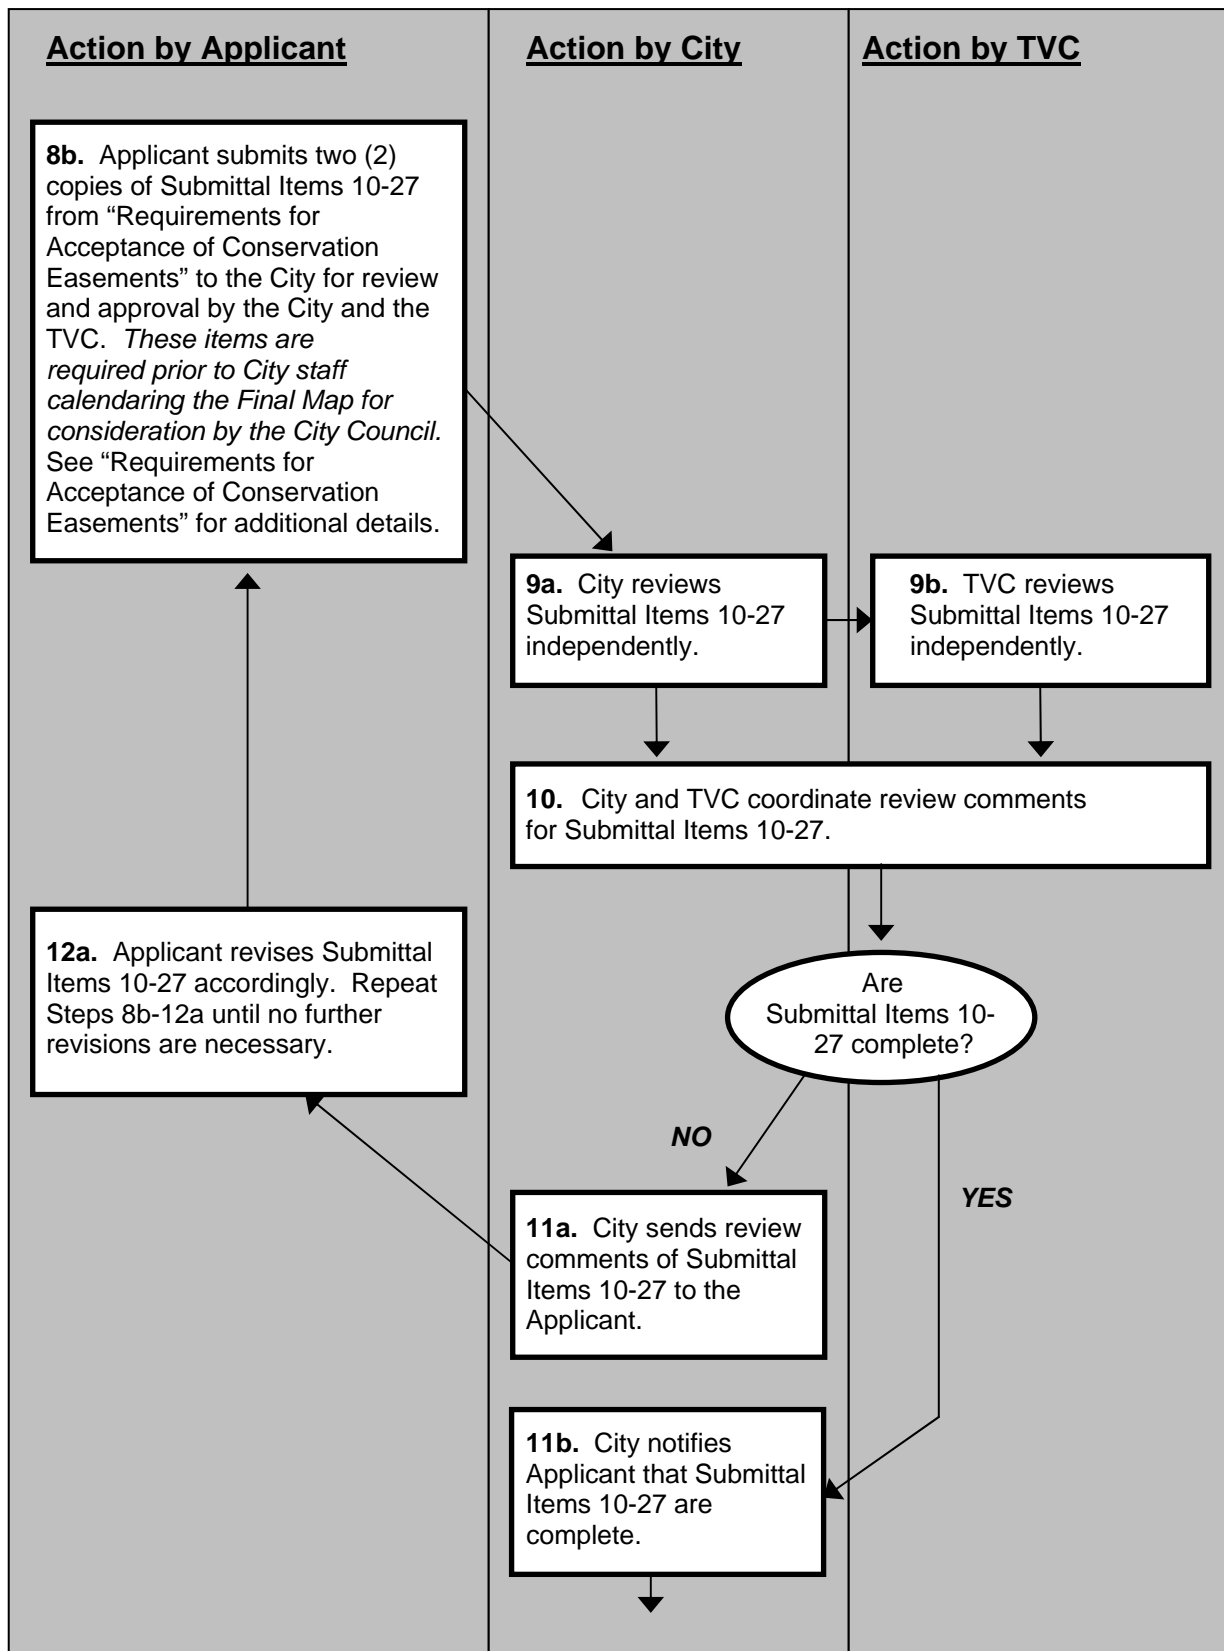 Action by Applicant
Action by City
Action by TVC
8b. Applicant submits two (2)
copies of Submittal Items 10-27
from “Requirements for
Acceptance of Conservation
Easements” to the City for review
and approval by the City and the
TVC. These items are
required prior to City staff
calendaring the Final Map for
consideration by the City Council.
See “Requirements for
Acceptance of Conservation
Easements” for additional details.
9a. City reviews
Submittal Items 10-27
independently.
9b. TVC reviews
Submittal Items 10-27
independently.
10. City and TVC coordinate review comments
for Submittal Items 10-27.
Are
Submittal Items 10-
27 complete?
NO
YES
11a. City sends review
comments of Submittal
Items 10-27 to the
Applicant.
12a. Applicant revises Submittal
Items 10-27 accordingly. Repeat
Steps 8b-12a until no further
revisions are necessary.
11b. City notifies
Applicant that Submittal
Items 10-27 are
complete.